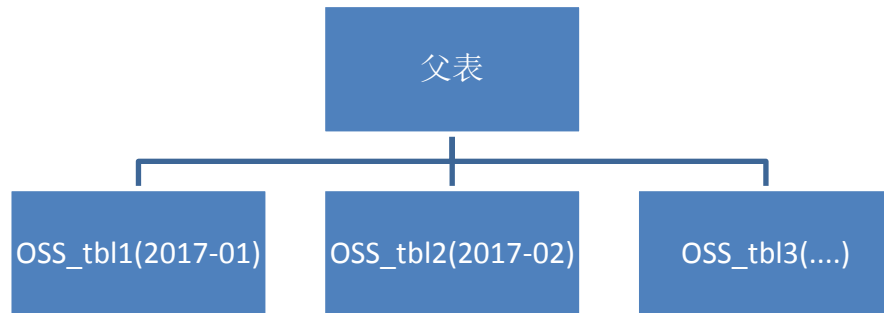 父表
OSS_tbl1(2017-01)
OSS_tbl2(2017-02)
OSS_tbl3(....)